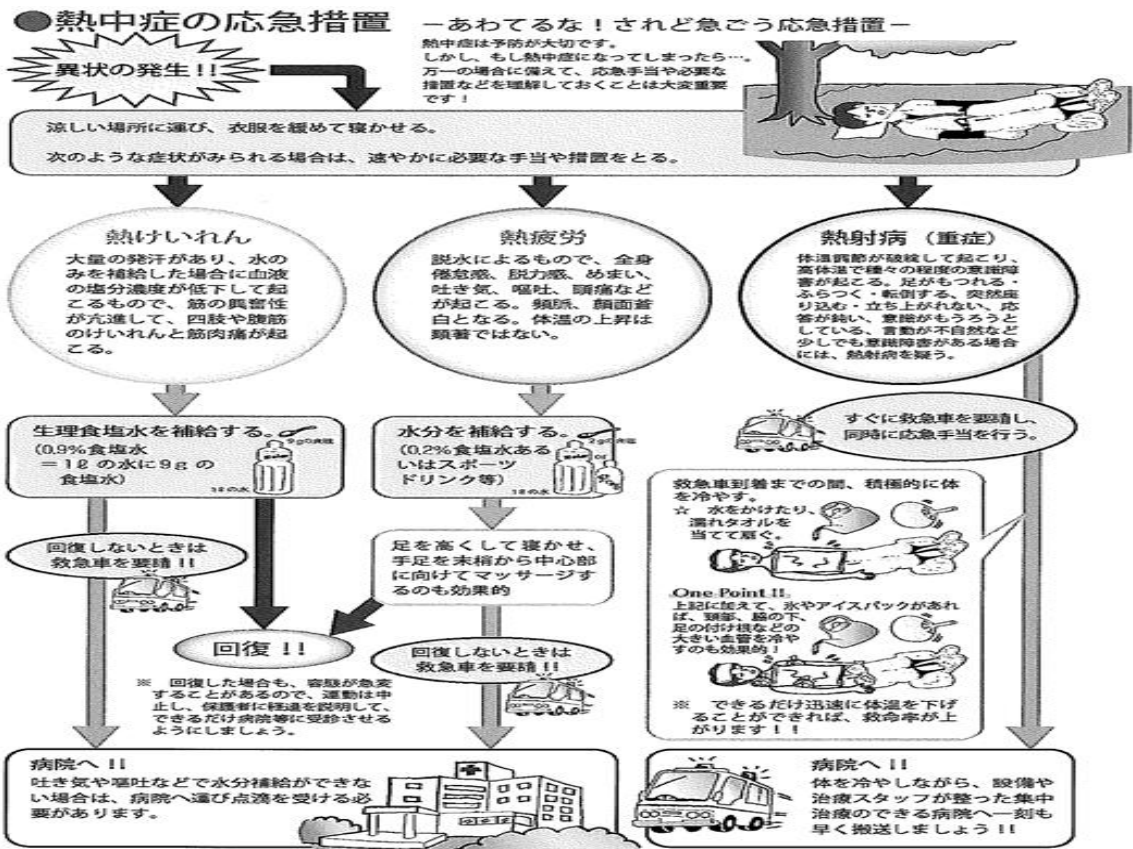 ●熱中症の応急措置
－あわてるな！されど急ごう応急措置－
異状の発生！！
熱中症は予防が大切です。
しかし、もし熱中症になってしまったら…。
万一の場合に備えて、応急手当や必要な
措置などを理解しておくことは大変重要
です！
涼しい場所に運び、衣服を緩めて寝かせる。
次のような症状がみられる場合は、速やかに必要な手当や措置をとる。
熱けいれん
大量の発汗があり、水の
みを補給した場合に血液
の塩分濃度が低下して起
こるもので、筋の興奮性
が亢進して、四肢や腹筋
のけいれんと筋肉痛が起
こる。
熱疲労
脱水によるもので、全身
倦怠感、脱力感、めまい、
吐き気、嘔吐、頭痛など
が起こる。頻脈、顔面蒼
白となる。体温の上昇は
顕著ではない。
熱射病（重症）
体温調節が破綻して起こり、
高体温で種々の程度の意識障
害が起こる。足がもつれる・
ふらつく・転倒する、突然座
り込む・立ち上がれない、応
答が鈍い、意識がもうろうと
している、言動が不自然など
少しでも意識障害がある場合
には、熱射病を疑う。
生理食塩水を補給する。
（0.9%食塩水
＝1ℓの水に9gの
食塩水）
9gの食塩
1ℓの水
水分を補給する。
（0.2%食塩水ある
いはスポーツ
ドリンク等）
2gの食塩
or
1ℓの水
すぐに救急車を要請し、
同時に応急手当を行う。
回復しないときは
救急車を要請！！
足を高くして寝かせ、
手足を末梢から中心部
に向けてマッサージす
るのも効果的
救急車到着までの間、積極的に体
を冷やす。
☆ 水をかけたり、
濡れタオルを
当てて扇ぐ。
One Point！！
上記に加えて、氷やアイスパックがあれ
ば、頸部、脇の下、
足の付け根などの
大きい血管を冷や
すのも効果的！
※ できるだけ迅速に体温を下げ
ることができれば、救命率が上
がります！！
回復！！
回復しないときは
救急車を要請！！
※ 回復した場合も、容態が急変
することがあるので、運動は中
止し、保護者に経過を説明して、
できるだけ病院等に受診させる
ようにしましょう。
病院へ！！
吐き気や嘔吐などで水分補給ができな
い場合は、病院へ運び点滴を受ける必
要があります。
病院へ！！
体を冷やしながら、設備や
治療スタッフが整った集中
治療のできる病院へ一刻も
早く搬送しましょう！！